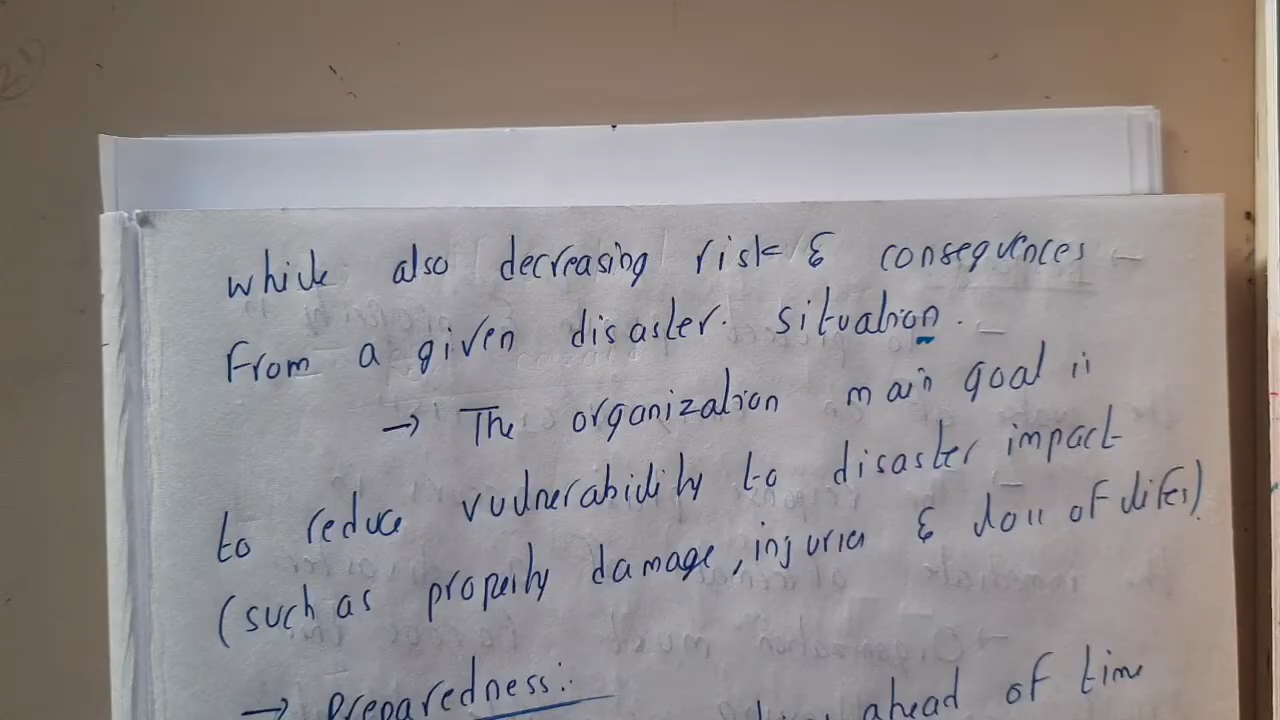 while also decreasing risk & consequences
from a given disaster. situation.
→ The organization main goal is
to reduce vulnerability to disaster impact
(such as property damage, injuries & loss of lifes)
→ Preparedness:
ahead of time